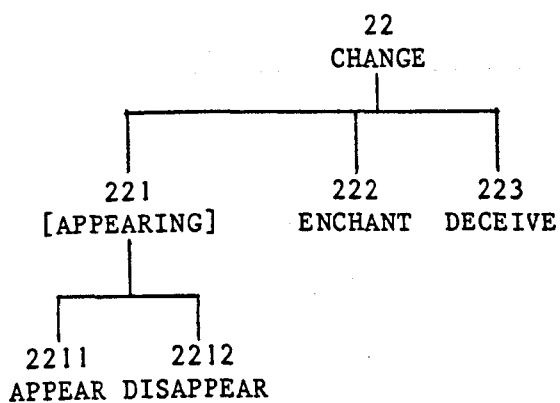 22
CHANGE
221 222 223
[APPEARING] ENCHANT DECEIVE
2211 2212
APPEAR DISAPPEAR